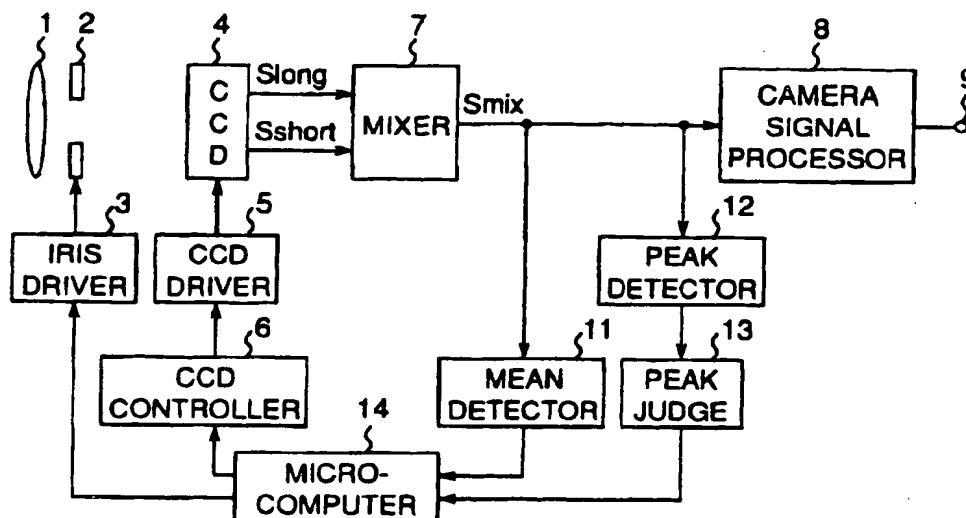 1
2
4
7
8
9
Slong
Sshort
C
C
D
MIXER
Smix
CAMERA
SIGNAL
PROCESSOR
3
5
12
IRIS
DRIVER
CCD
DRIVER
PEAK
DETECTOR
6
11
13
CCD
CONTROLLER
MEAN
DETECTOR
PEAK
JUDGE
14
MICRO-
COMPUTER